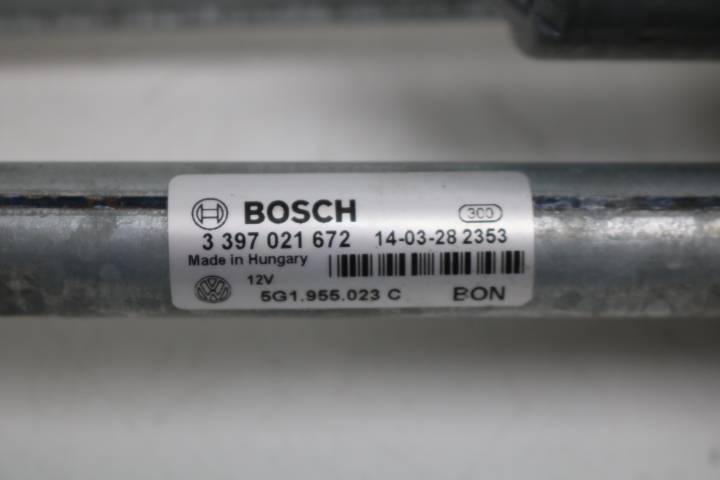 BOSCH 300
3 397 021 672 14-03-28 2353
Made in Hungary
12V
5G1.955.023 C BON